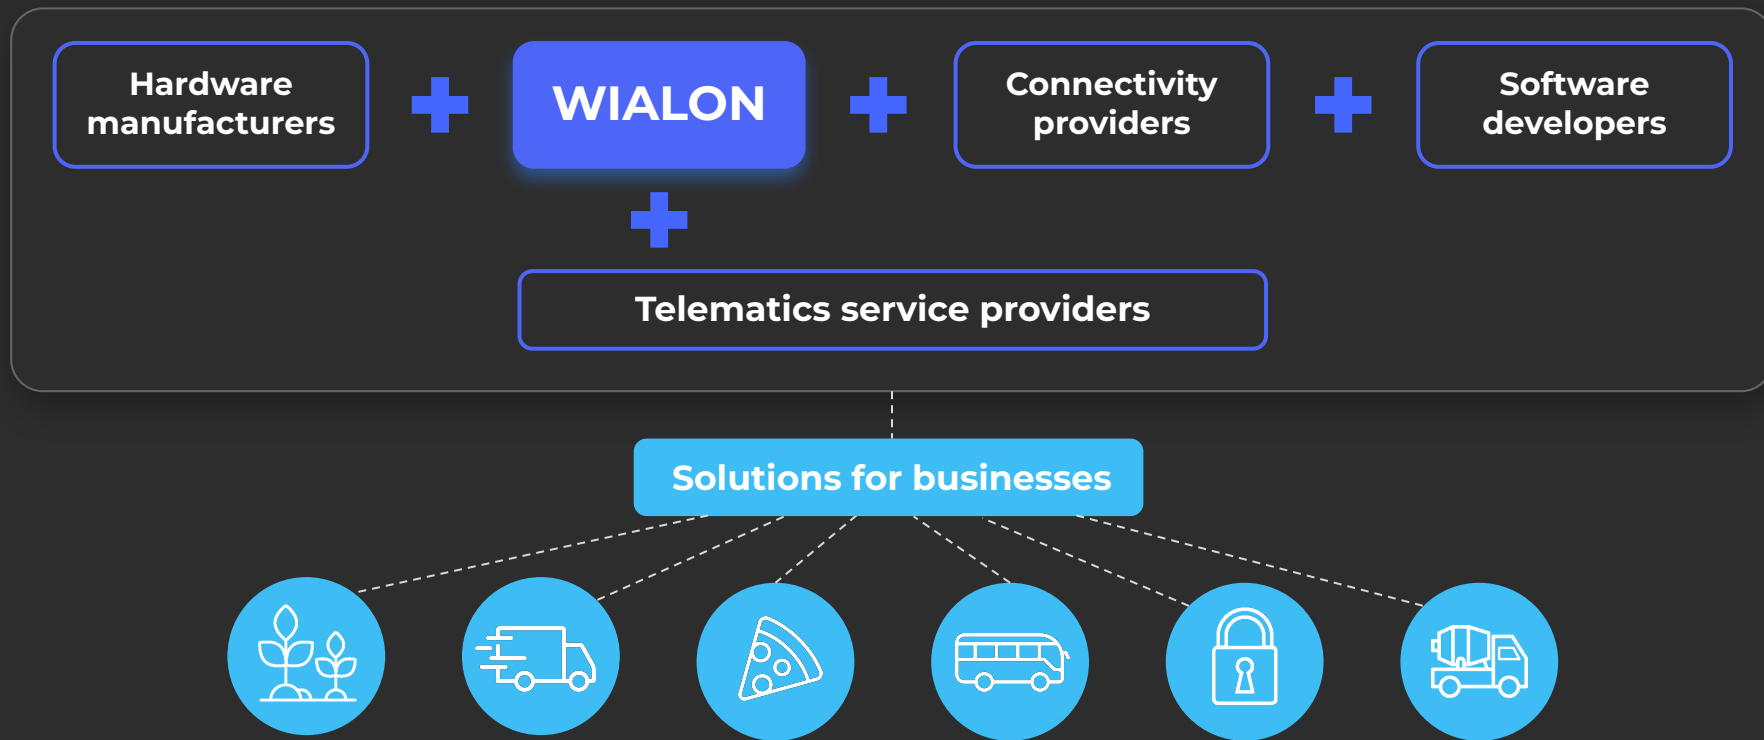 Hardware
manufacturers
WIALON
Connectivity
providers
Software
developers
Telematics service providers
Solutions for businesses